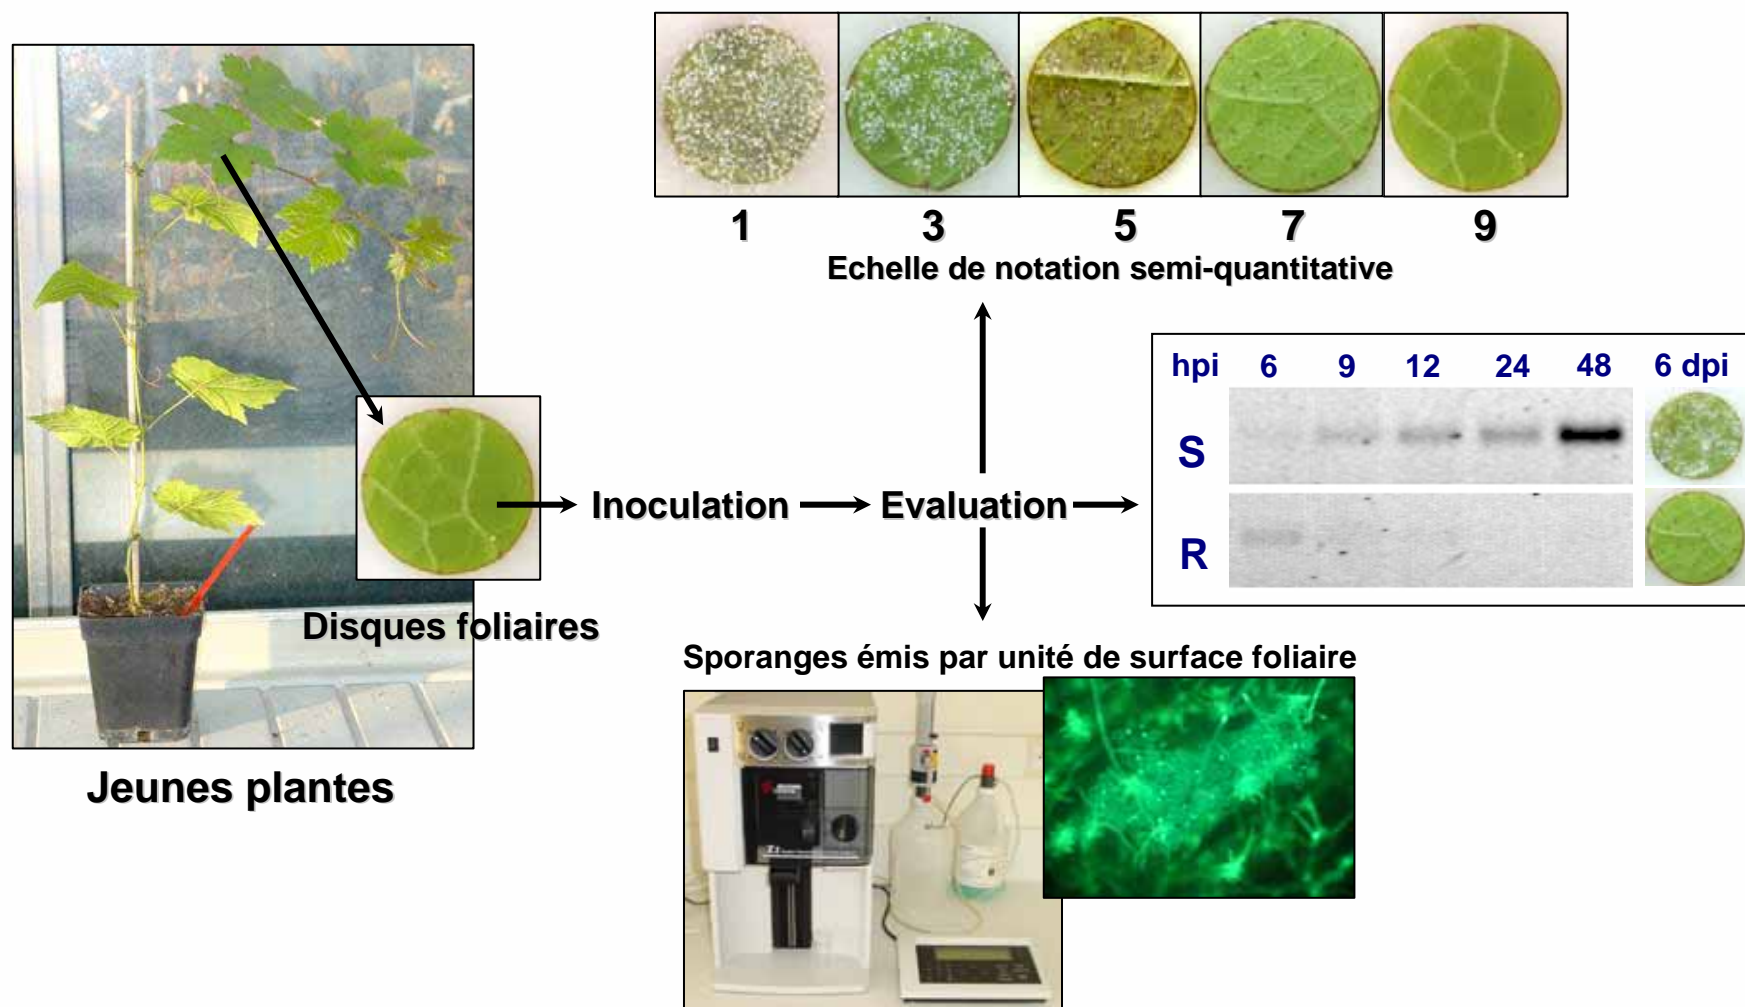 1 3 5 7 9
Echelle de notation semi-quantitative
hpi 6 9 12 24 48 6 dpi
S
R
Inoculation
Evaluation
Disques foliaires
Sporanges émis par unité de surface foliaire
Jeunes plantes